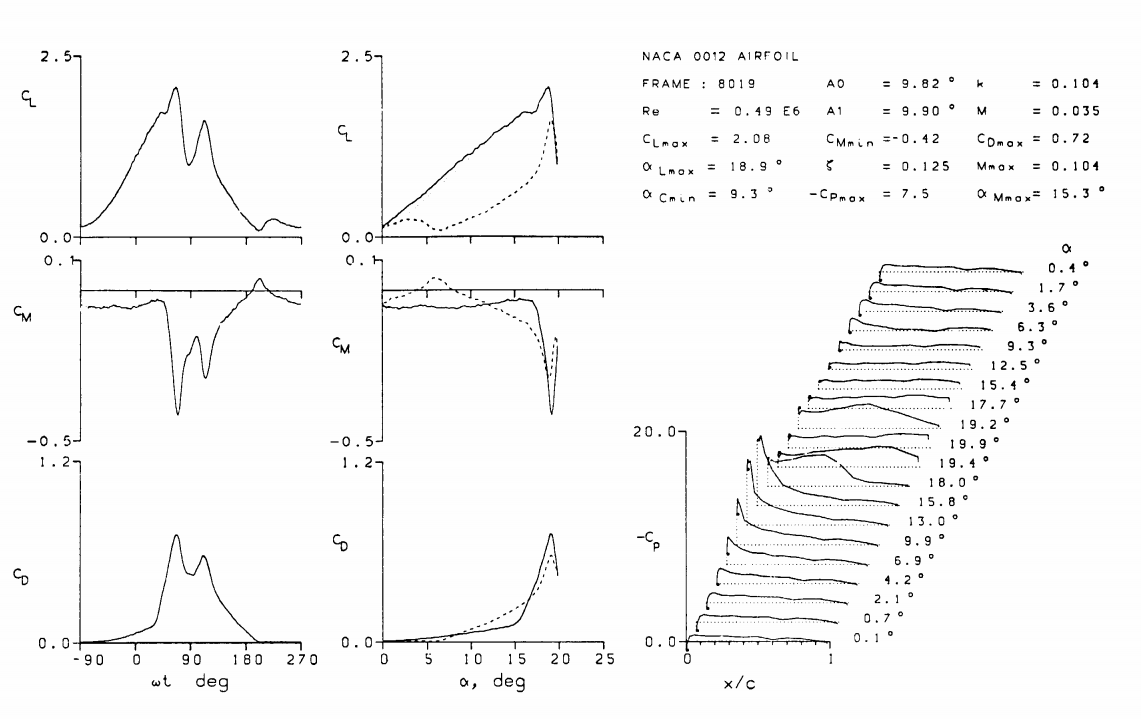 NACA 0012 AIRFOIL
FRAME : 8019 A0 = 9.82 ° k = 0.104
Re = 0.49 E6 A1 = 9.90 ° M = 0.035
CLmax = 2.08 CMmin =-0.42 CDmax = 0.72
αLmax = 18.9 ° ζ = 0.125 Mmax = 0.104
αCmin = 9.3 ° -CPmax = 7.5 αMmax= 15.3 °
2.5
CL
0.0
2.5
CL
0.0
0.1
CM
-0.5
0.1
CM
-0.5
1.2
CD
0.0
-90 0 90 180 270
ωt deg
1.2
CD
0.0
0 5 10 15 20 25
α, deg
α
0.4 °
1.7 °
3.6 °
6.3 °
9.3 °
12.5 °
15.4 °
17.7 °
19.2 °
19.9 °
19.4 °
18.0 °
15.8 °
13.0 °
9.9 °
6.9 °
4.2 °
2.1 °
0.7 °
0.1 °
20.0
-Cp
0.0
0 1
x/c